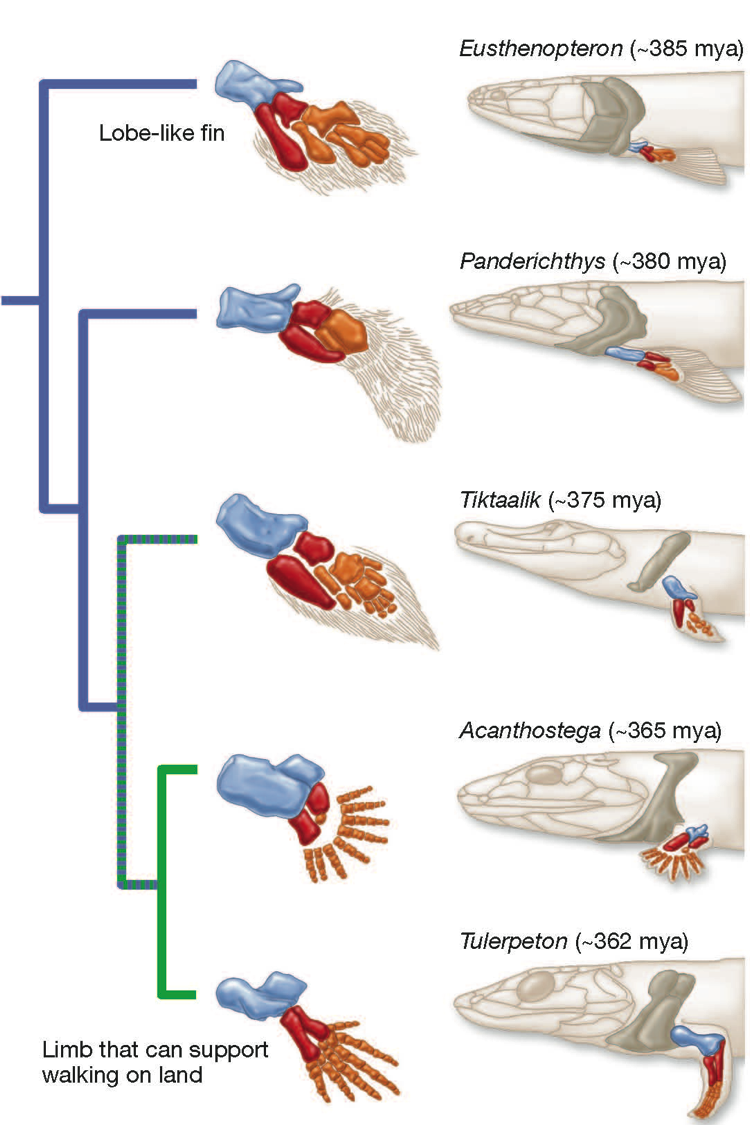 Eusthenopteron (~385 mya)
Lobe-like fin
Panderichthys (~380 mya)
Tiktaalik (~375 mya)
Acanthostega (~365 mya)
Tulerpeton (~362 mya)
Limb that can support
walking on land